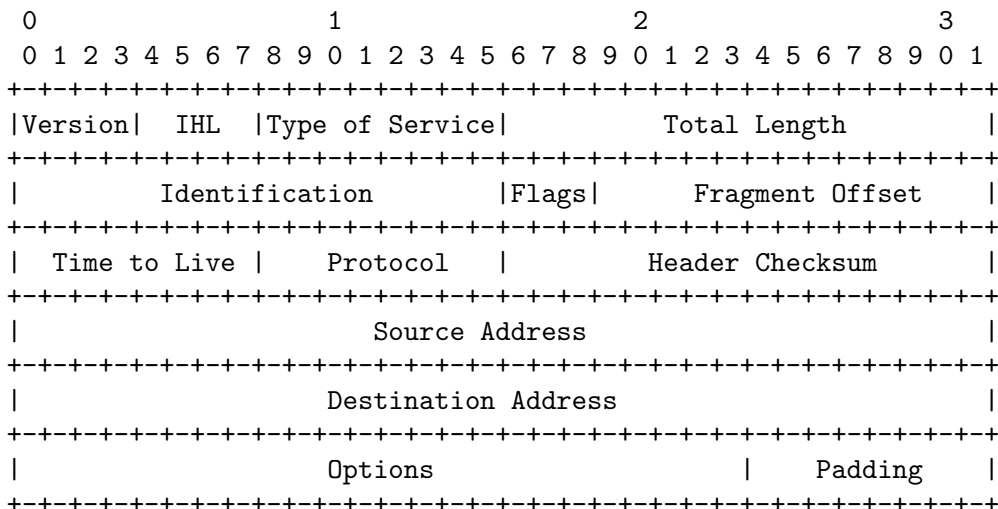 0                   1                   2                   3
0 1 2 3 4 5 6 7 8 9 0 1 2 3 4 5 6 7 8 9 0 1 2 3 4 5 6 7 8 9 0 1
+-+-+-+-+-+-+-+-+-+-+-+-+-+-+-+-+-+-+-+-+-+-+-+-+-+-+-+-+-+-+-+-+
|Version|  IHL  |Type of Service|          Total Length         |
+-+-+-+-+-+-+-+-+-+-+-+-+-+-+-+-+-+-+-+-+-+-+-+-+-+-+-+-+-+-+-+-+
|         Identification        |Flags|      Fragment Offset    |
+-+-+-+-+-+-+-+-+-+-+-+-+-+-+-+-+-+-+-+-+-+-+-+-+-+-+-+-+-+-+-+-+
|  Time to Live |    Protocol   |         Header Checksum       |
+-+-+-+-+-+-+-+-+-+-+-+-+-+-+-+-+-+-+-+-+-+-+-+-+-+-+-+-+-+-+-+-+
|                       Source Address                          |
+-+-+-+-+-+-+-+-+-+-+-+-+-+-+-+-+-+-+-+-+-+-+-+-+-+-+-+-+-+-+-+-+
|                    Destination Address                        |
+-+-+-+-+-+-+-+-+-+-+-+-+-+-+-+-+-+-+-+-+-+-+-+-+-+-+-+-+-+-+-+-+
|                    Options                    |    Padding    |
+-+-+-+-+-+-+-+-+-+-+-+-+-+-+-+-+-+-+-+-+-+-+-+-+-+-+-+-+-+-+-+-+